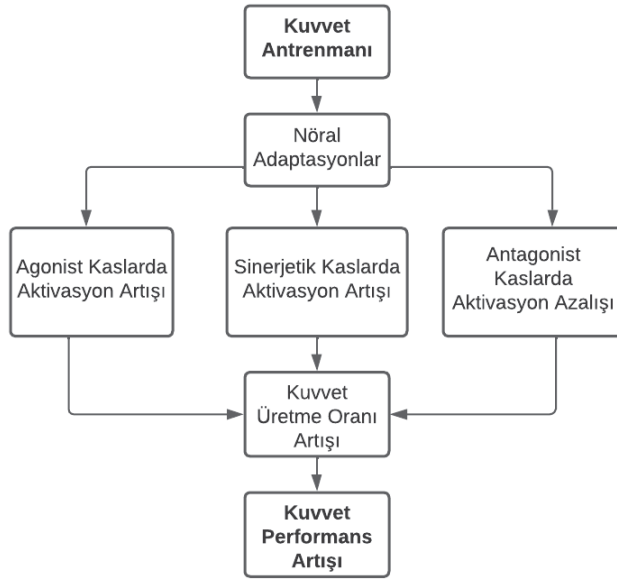 Kuvvet
Antrenmanı
Nöral
Adaptasyonlar
Agonist Kaslarda
Aktivasyon Artışı
Sinerjetik Kaslarda
Aktivasyon Artışı
Antagonist
Kaslarda
Aktivasyon Azalışı
Kuvvet
Üretme Oranı
Artışı
Kuvvet
Performans
Artışı